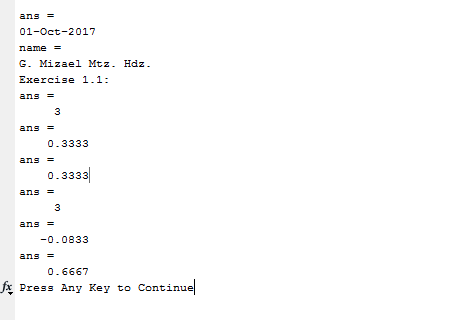 ans =
01-Oct-2017
name =
G. Mizael Mtz. Hdz.
Exercise 1.1:
ans =
3
ans =
0.3333
ans =
0.3333
ans =
3
ans =
-0.0833
ans =
0.6667
fx Press Any Key to Continue